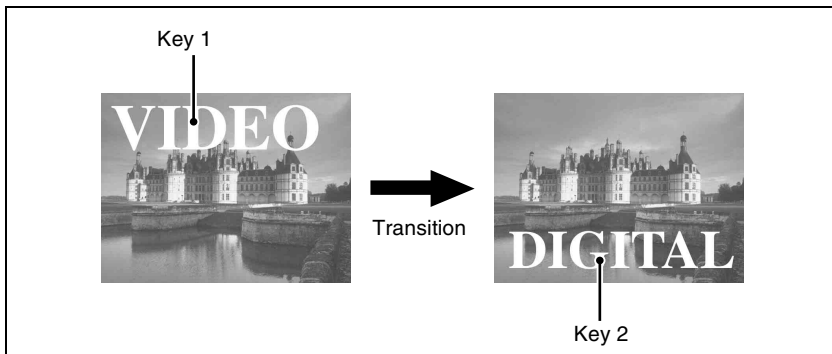 Key 1
VIDEO
Transition
DIGITAL
Key 2